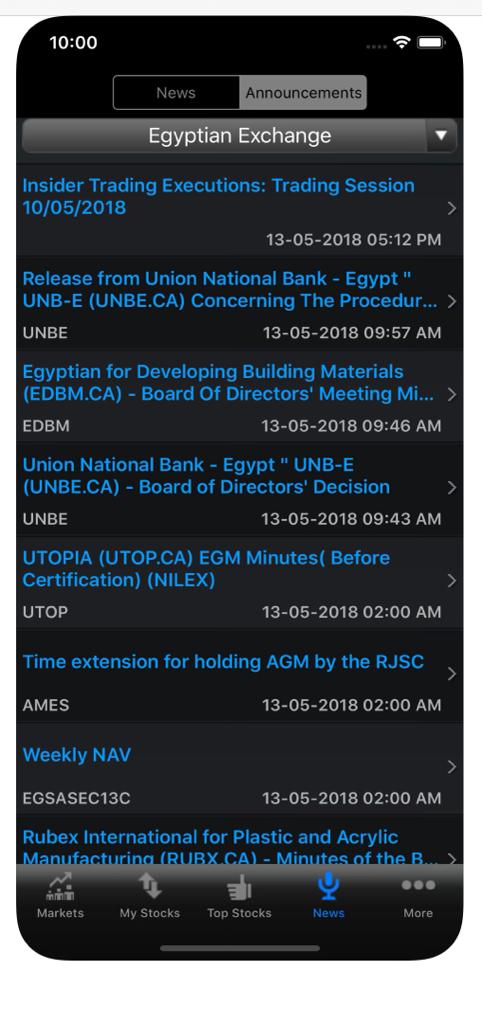 10:00
News
Announcements
Egyptian Exchange
Insider Trading Executions: Trading Session
10/05/2018
13-05-2018 05:12 PM
Release from Union National Bank - Egypt "
UNB-E (UNBE.CA) Concerning The Procedur...
UNBE 13-05-2018 09:57 AM
Egyptian for Developing Building Materials
(EDBM.CA) - Board Of Directors' Meeting Mi...
EDBM 13-05-2018 09:46 AM
Union National Bank - Egypt " UNB-E
(UNBE.CA) - Board of Directors' Decision
UNBE 13-05-2018 09:43 AM
UTOPIA (UTOP.CA) EGM Minutes( Before
Certification) (NILEX)
UTOP 13-05-2018 02:00 AM
Time extension for holding AGM by the RJSC
AMES 13-05-2018 02:00 AM
Weekly NAV
EGSASEC13C 13-05-2018 02:00 AM
Rubex International for Plastic and Acrylic
Manufacturing (RUBX.CA) - Minutes of the B...
Markets My Stocks Top Stocks News More